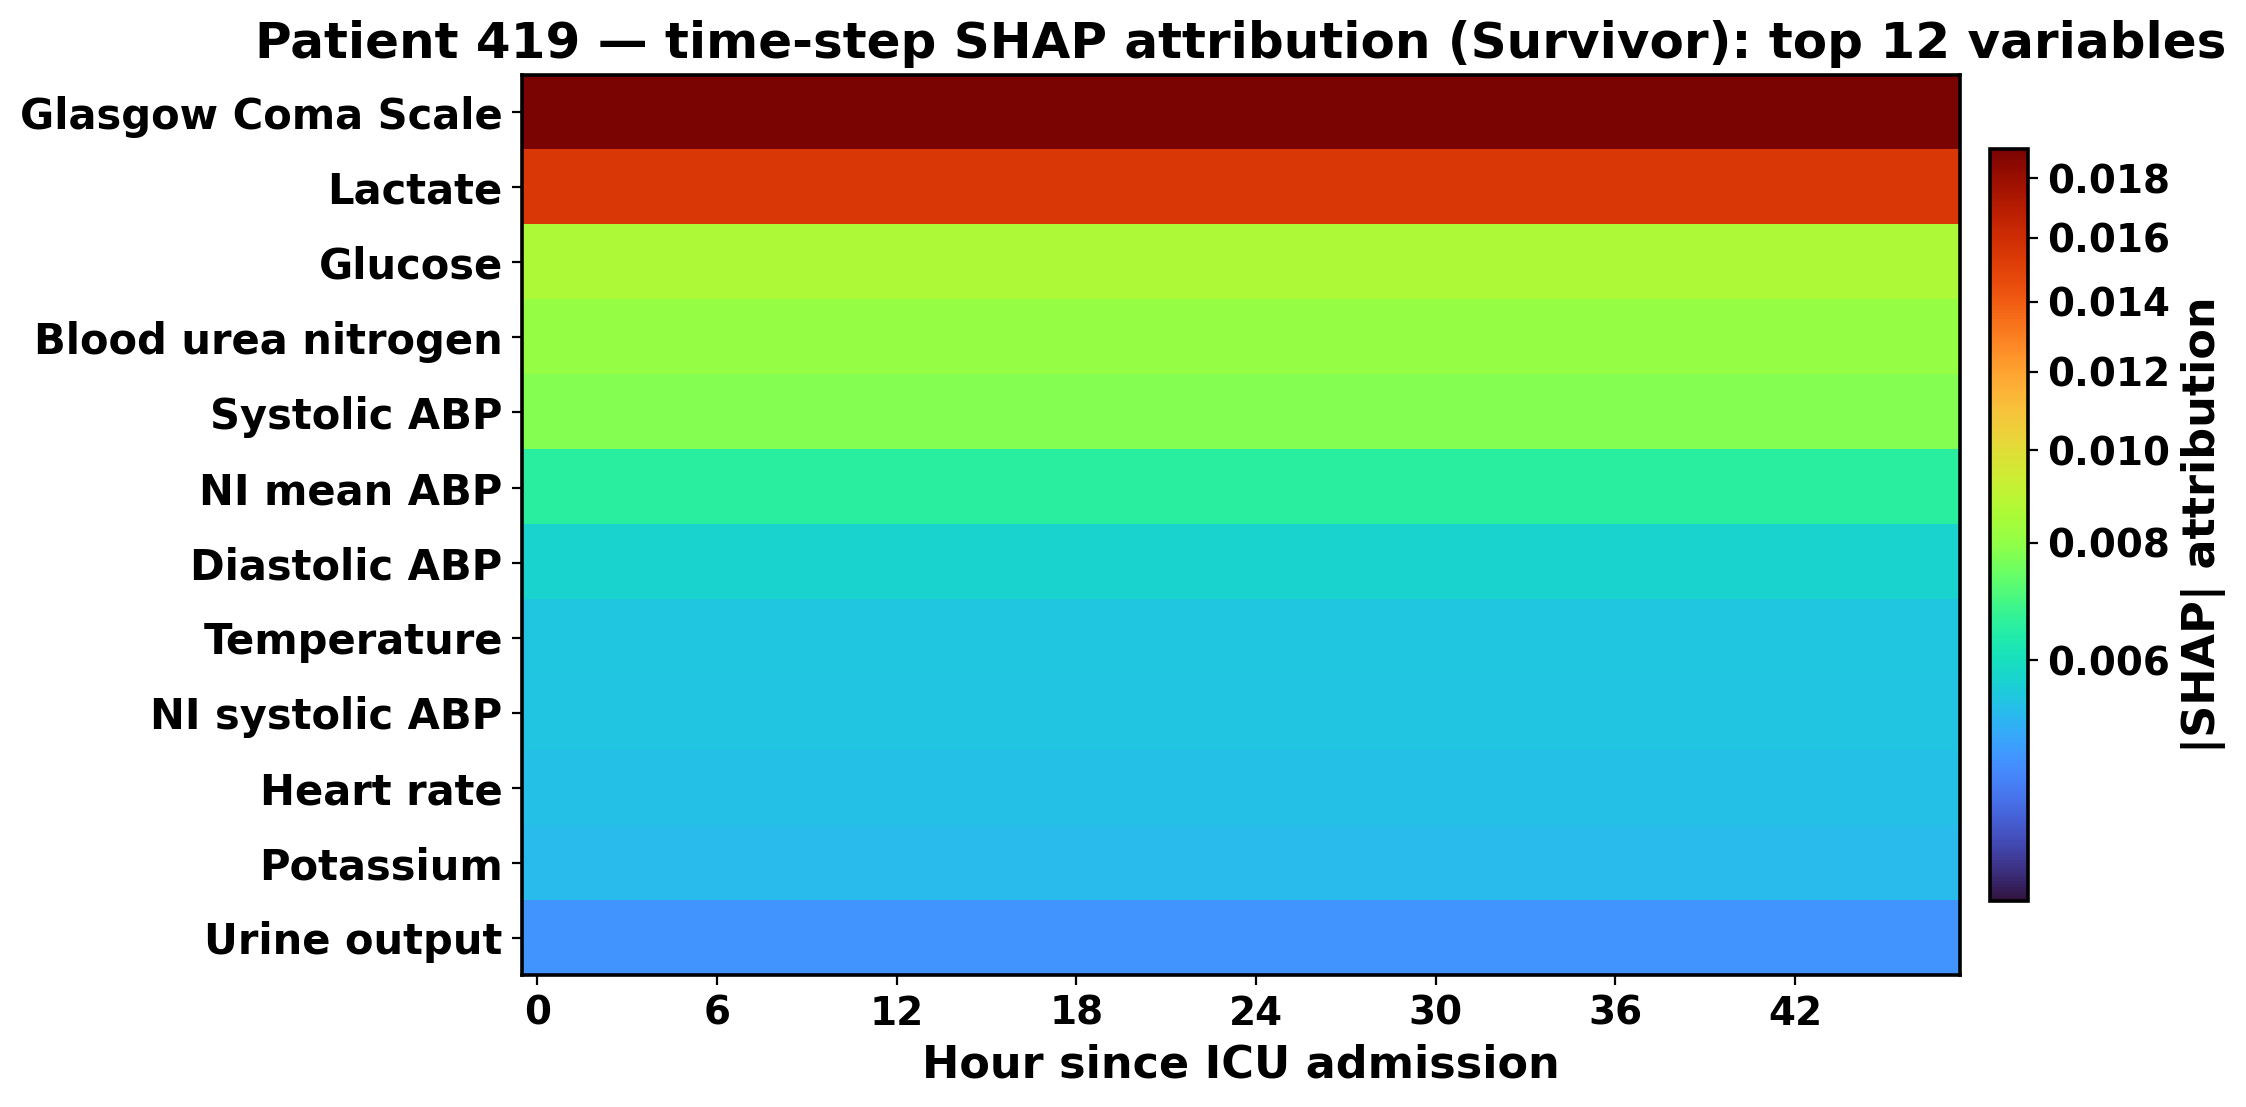 Patient 419 — time-step SHAP attribution (Survivor): top 12 variables
Glasgow Coma Scale
Lactate
Glucose
Blood urea nitrogen
Systolic ABP
NI mean ABP
Diastolic ABP
Temperature
NI systolic ABP
Heart rate
Potassium
Urine output
0 6 12 18 24 30 36 42
Hour since ICU admission
0.018
0.016
0.014
0.012
0.010
0.008
0.006
|SHAP| attribution